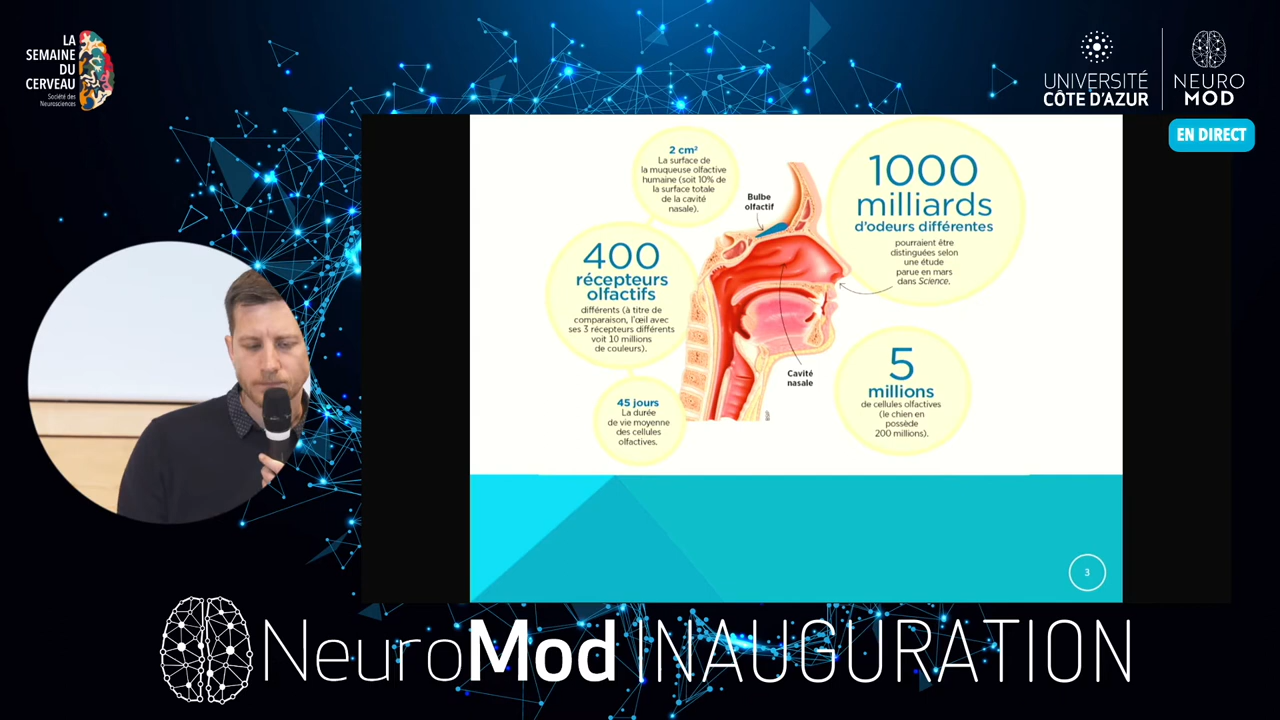 LA
SEMAINE
DU
CERVEAU
Société des
Neurosciences
UNIVERSITÉ
CÔTE D'AZUR
NEURO
MOD
EN DIRECT
2 cm²
La surface de
la muqueuse olfactive
humaine (soit 10% de
la surface totale
de la cavité
nasale).
Bulbe
olfactif
1000
milliards
d'odeurs différentes
pourraient être
distinguées selon
une étude
parue en mars
dans Science.
400
récepteurs
olfactifs
différents (à titre de
comparaison, l'œil avec
ses 3 récepteurs différents
voit 10 millions
de couleurs).
Cavité
nasale
5
millions
de cellules olfactives
(le chien en
possède
200 millions).
45 jours
La durée
de vie moyenne
des cellules
olfactives.
3
NeuroMod INAUGURATION